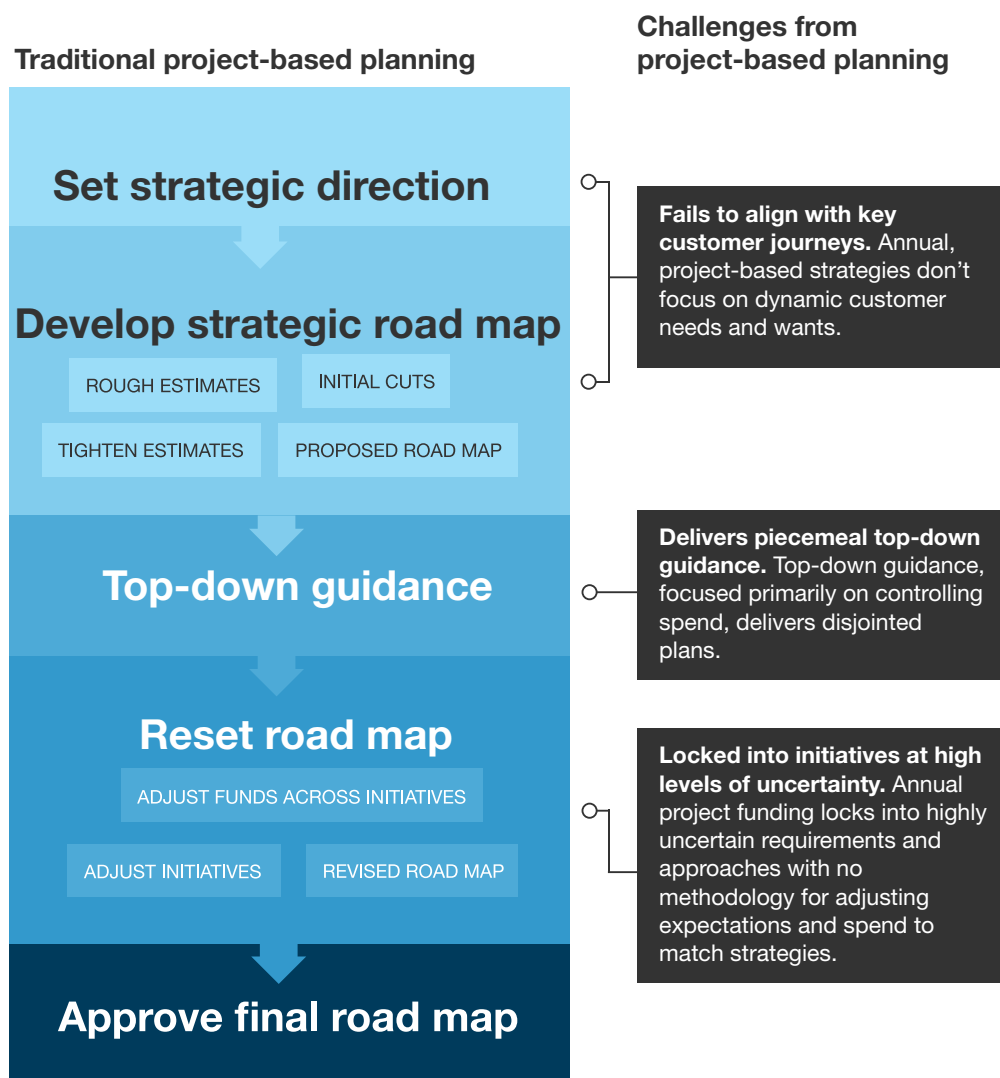 Traditional project-based planning
Challenges from
project-based planning
Set strategic direction
Fails to align with key
customer journeys. Annual,
project-based strategies don’t
focus on dynamic customer
needs and wants.
Develop strategic road map
ROUGH ESTIMATES
INITIAL CUTS
TIGHTEN ESTIMATES
PROPOSED ROAD MAP
Top-down guidance
Delivers piecemeal top-down
guidance. Top-down guidance,
focused primarily on controlling
spend, delivers disjointed
plans.
Reset road map
ADJUST FUNDS ACROSS INITIATIVES
ADJUST INITIATIVES
REVISED ROAD MAP
Locked into initiatives at high
levels of uncertainty. Annual
project funding locks into highly
uncertain requirements and
approaches with no
methodology for adjusting
expectations and spend to
match strategies.
Approve final road map